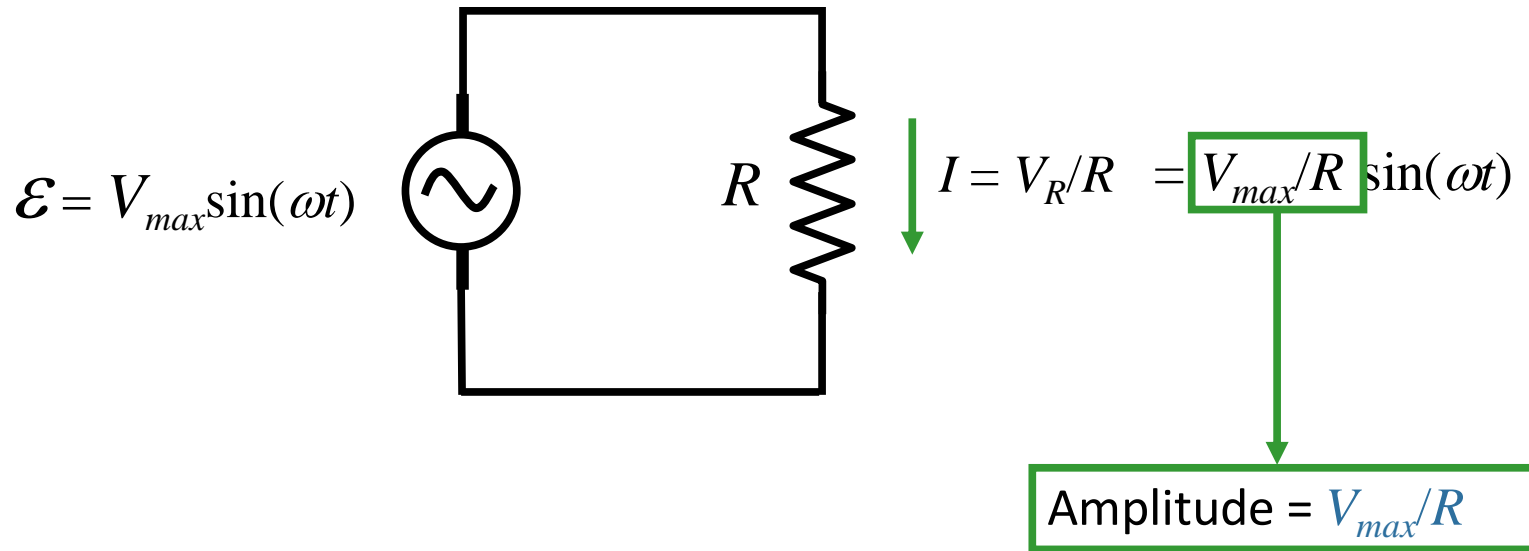 ℰ = V_max sin(ωt)
R
I = V_R/R = V_max/R sin(ωt)
Amplitude = V_max/R